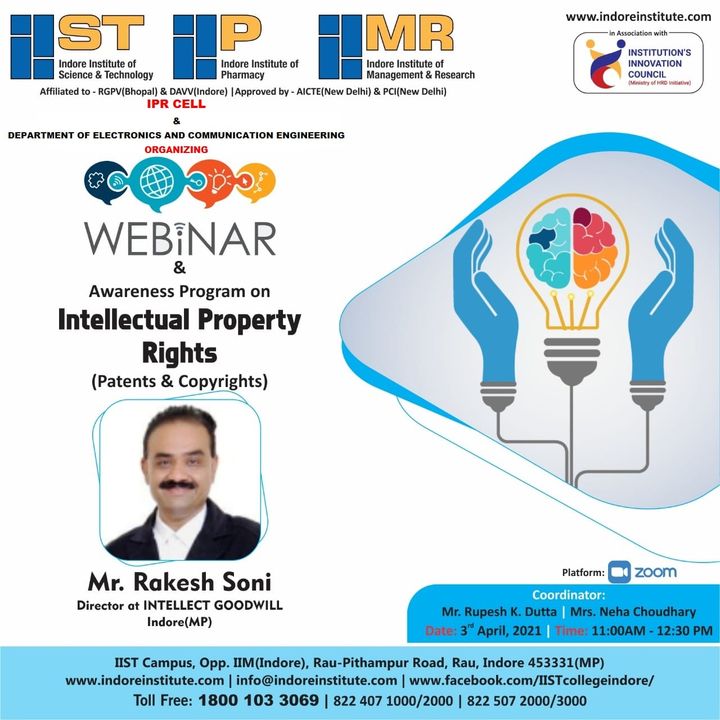 www.indoreinstitute.com
IIST
Indore Institute of
Science & Technology
IIP
Indore Institute of
Pharmacy
IIMR
Indore Institute of
Management & Research
in Association with
INSTITUTION'S
INNOVATION
COUNCIL
(Ministry of HRD Initiative)
Affiliated to - RGPV(Bhopal) & DAVV(Indore) |Approved by - AICTE(New Delhi) & PCI(New Delhi)
IPR CELL
&
DEPARTMENT OF ELECTRONICS AND COMMUNICATION ENGINEERING
ORGANIZING
WEBiNAR
&
Awareness Program on
Intellectual Property
Rights
(Patents & Copyrights)
Mr. Rakesh Soni
Director at INTELLECT GOODWILL
Indore(MP)
Platform: zoom
Coordinator:
Mr. Rupesh K. Dutta | Mrs. Neha Choudhary
Date: 3rd April, 2021 | Time: 11:00AM - 12:30 PM
IIST Campus, Opp. IIM(Indore), Rau-Pithampur Road, Rau, Indore 453331(MP)
www.indoreinstitute.com | info@indoreinstitute.com | www.facebook.com/IISTcollegeindore/
Toll Free: 1800 103 3069 | 822 407 1000/2000 | 822 507 2000/3000